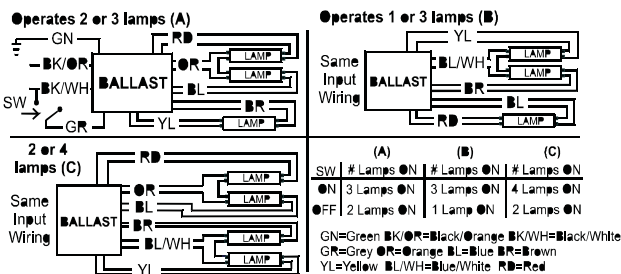 Operates 2 or 3 lamps (A)
GN
RD
BK/OR
OR
LAMP
LAMP
BALLAST
BK/WH
BL
SW
BR
GR
YL
LAMP
Operates 1 or 3 lamps (B)
YL
Same
Input
Wiring
BALLAST
BL/WH
LAMP
LAMP
BR
BL
RD
LAMP
2 or 4
lamps (C)
RD
LAMP
OR
LAMP
BL
Same
Input
Wiring
BALLAST
BR
BL/WH
LAMP
LAMP
YL
(A) (B) (C)
SW # Lamps ON # Lamps ON # Lamps ON
ON 3 Lamps ON 3 Lamps ON 4 Lamps ON
OFF 2 Lamps ON 1 Lamp ON 2 Lamps ON
GN=Green BK/OR=Black/Orange BK/WH=Black/White
GR=Grey OR=Orange BL=Blue BR=Brown
YL=Yellow BL/WH=Blue/White RD=Red